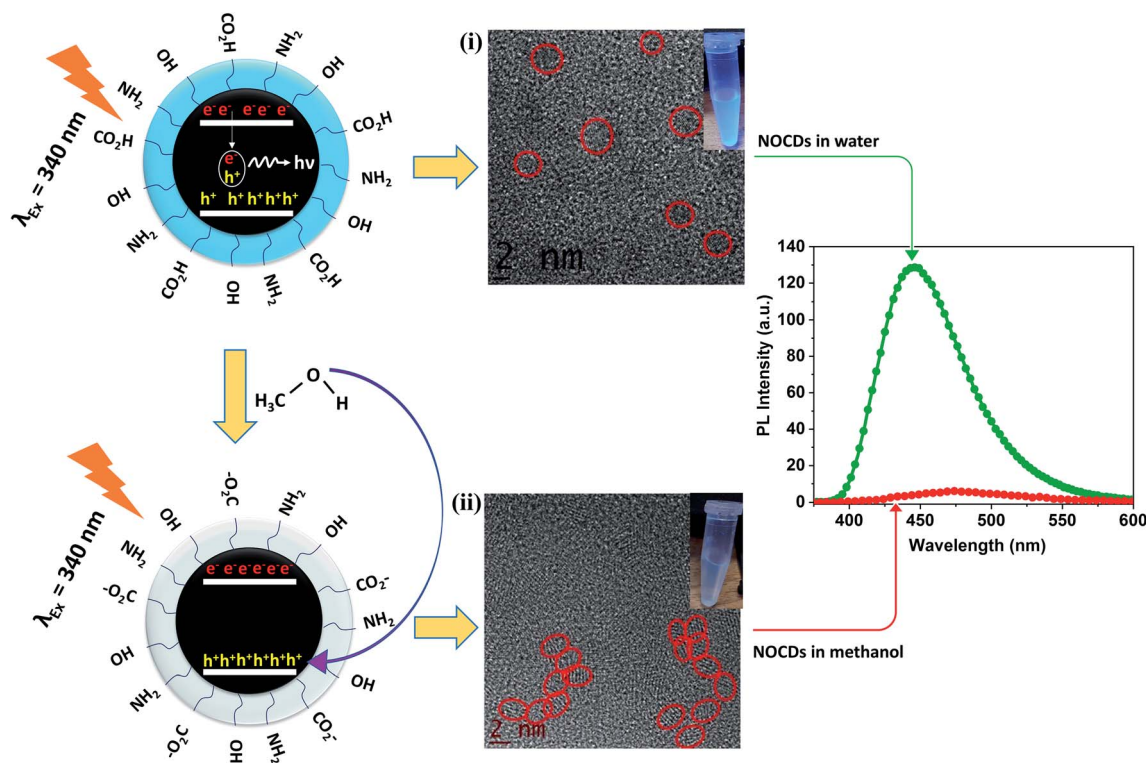 (i)
CO₂H
NH₂
OH
OH
NH₂
CO₂H
CO₂H
NH₂
OH
OH
NH₂
CO₂H
CO₂H
OH
NH₂
λEx = 340 nm
e⁻ e⁻ e⁻ e⁻ e⁻
e⁻
h⁺
hν
h⁺ h⁺ h⁺ h⁺ h⁺
2 nm
NOCDs in water
H₃C
O
H
(ii)
-O₂C
NH₂
OH
OH
NH₂
CO₂-
-O₂C
NH₂
OH
OH
NH₂
CO₂-
-O₂C
OH
NH₂
λEx = 340 nm
e⁻ e⁻ e⁻ e⁻ e⁻ e⁻
h⁺h⁺h⁺h⁺h⁺h⁺
2 nm
NOCDs in methanol
PL Intensity (a.u.)
140
120
100
80
60
40
20
0
400 450 500 550 600
Wavelength (nm)